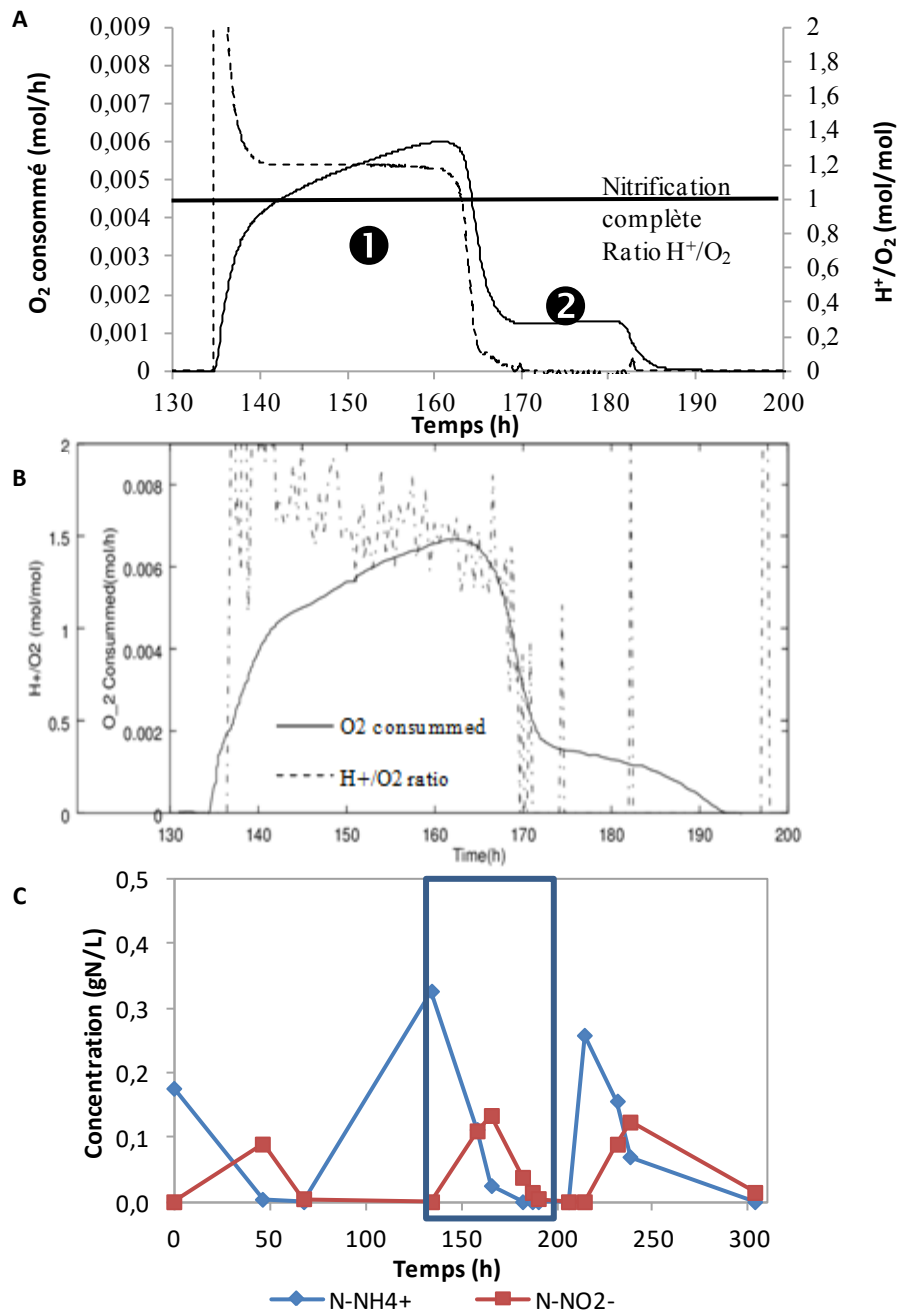 A
O₂ consommé (mol/h)
0,009
0,008
0,007
0,006
0,005
0,004
0,003
0,002
0,001
0
2
1,8
1,6
1,4
1,2
1
0,8
0,6
0,4
0,2
0
H⁺/O₂ (mol/mol)
Nitrification
complète
Ratio H⁺/O₂
1
2
130 140 150 160 170 180 190 200
Temps (h)
B
H+/O2 (mol/mol)
2
1.5
1
0.5
0
O_2 Consummed(mol/h)
0.008
0.006
0.004
0.002
0
O2 consummed
H+/O2 ratio
130 140 150 160 170 180 190 200
Time(h)
C
Concentration (gN/L)
0,5
0,4
0,3
0,2
0,1
0,0
0 50 100 150 200 250 300
Temps (h)
N-NH4+ N-NO2-